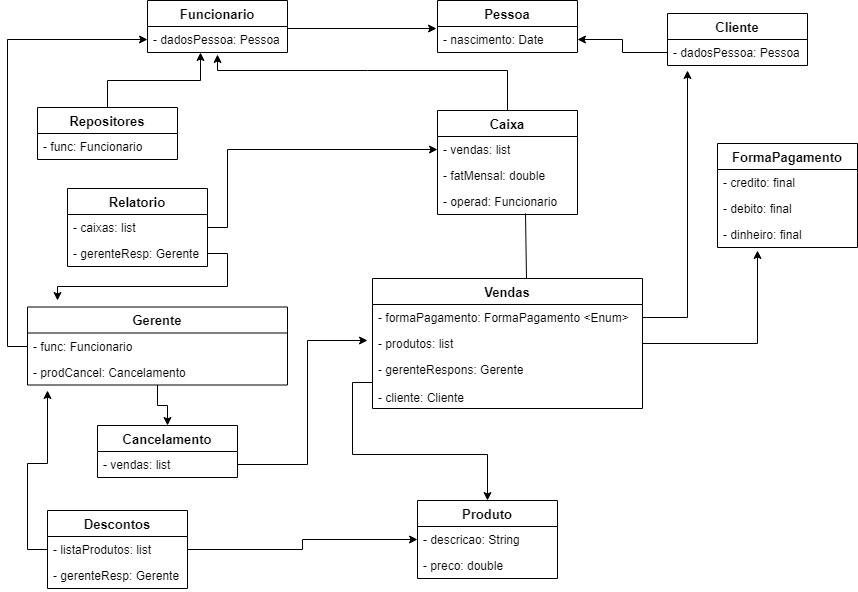 Funcionario
- dadosPessoa: Pessoa
Pessoa
- nascimento: Date
Cliente
- dadosPessoa: Pessoa
Repositores
- func: Funcionario
Caixa
- vendas: list
- fatMensal: double
- operad: Funcionario
FormaPagamento
- credito: final
- debito: final
- dinheiro: final
Relatorio
- caixas: list
- gerenteResp: Gerente
Vendas
- formaPagamento: FormaPagamento <Enum>
- produtos: list
- gerenteRespons: Gerente
- cliente: Cliente
Gerente
- func: Funcionario
- prodCancel: Cancelamento
Cancelamento
- vendas: list
Descontos
- listaProdutos: list
- gerenteResp: Gerente
Produto
- descricao: String
- preco: double